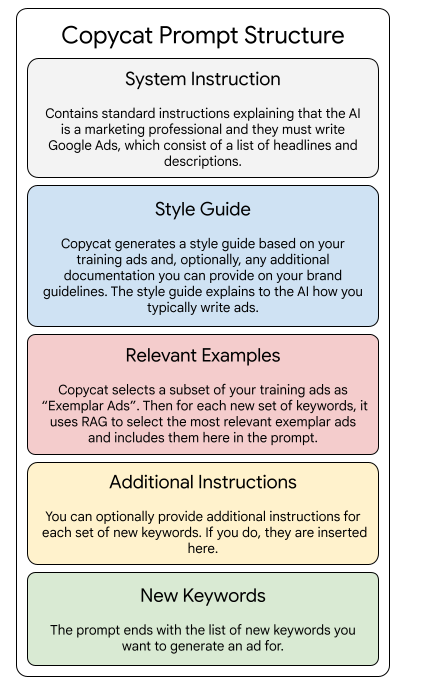 Copycat Prompt Structure
System Instruction
Contains standard instructions explaining that the AI
is a marketing professional and they must write
Google Ads, which consist of a list of headlines and
descriptions.
Style Guide
Copycat generates a style guide based on your
training ads and, optionally, any additional
documentation you can provide on your brand
guidelines. The style guide explains to the AI how you
typically write ads.
Relevant Examples
Copycat selects a subset of your training ads as
“Exemplar Ads”. Then for each new set of keywords, it
uses RAG to select the most relevant exemplar ads
and includes them here in the prompt.
Additional Instructions
You can optionally provide additional instructions for
each set of new keywords. If you do, they are inserted
here.
New Keywords
The prompt ends with the list of new keywords you
want to generate an ad for.